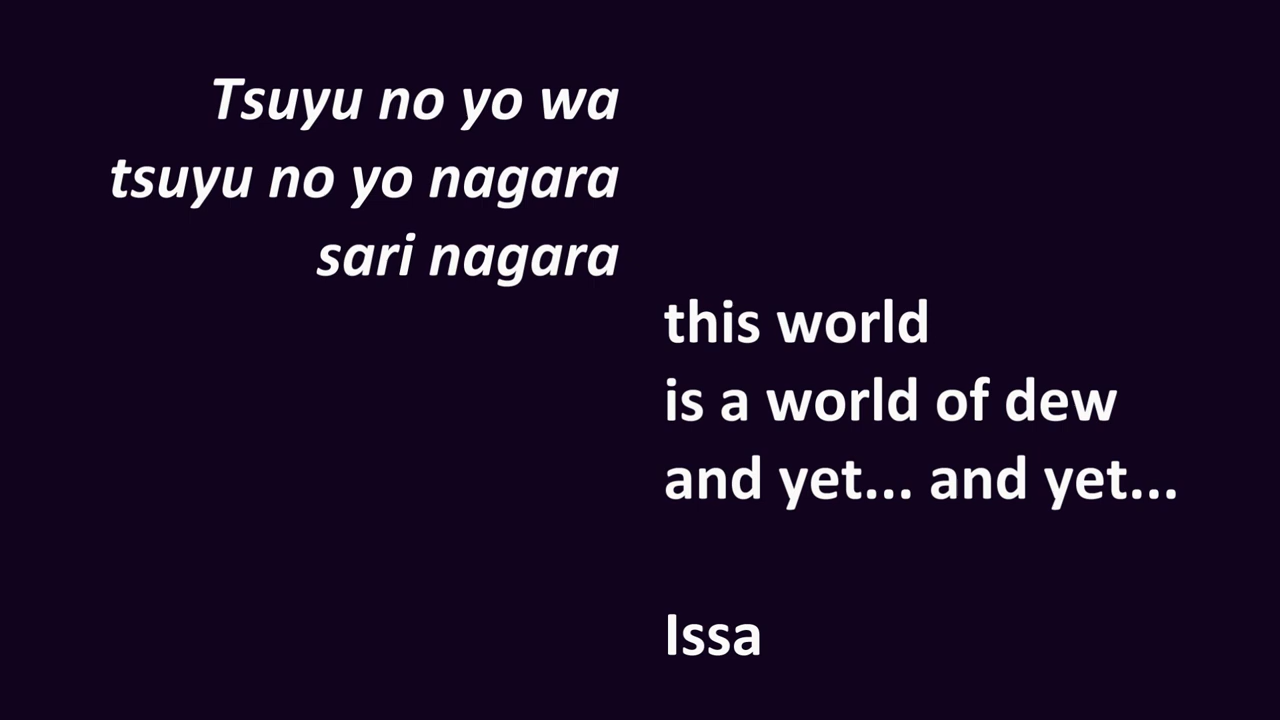 Tsuyu no yo wa
tsuyu no yo nagara
sari nagara
this world
is a world of dew
and yet... and yet...
Issa